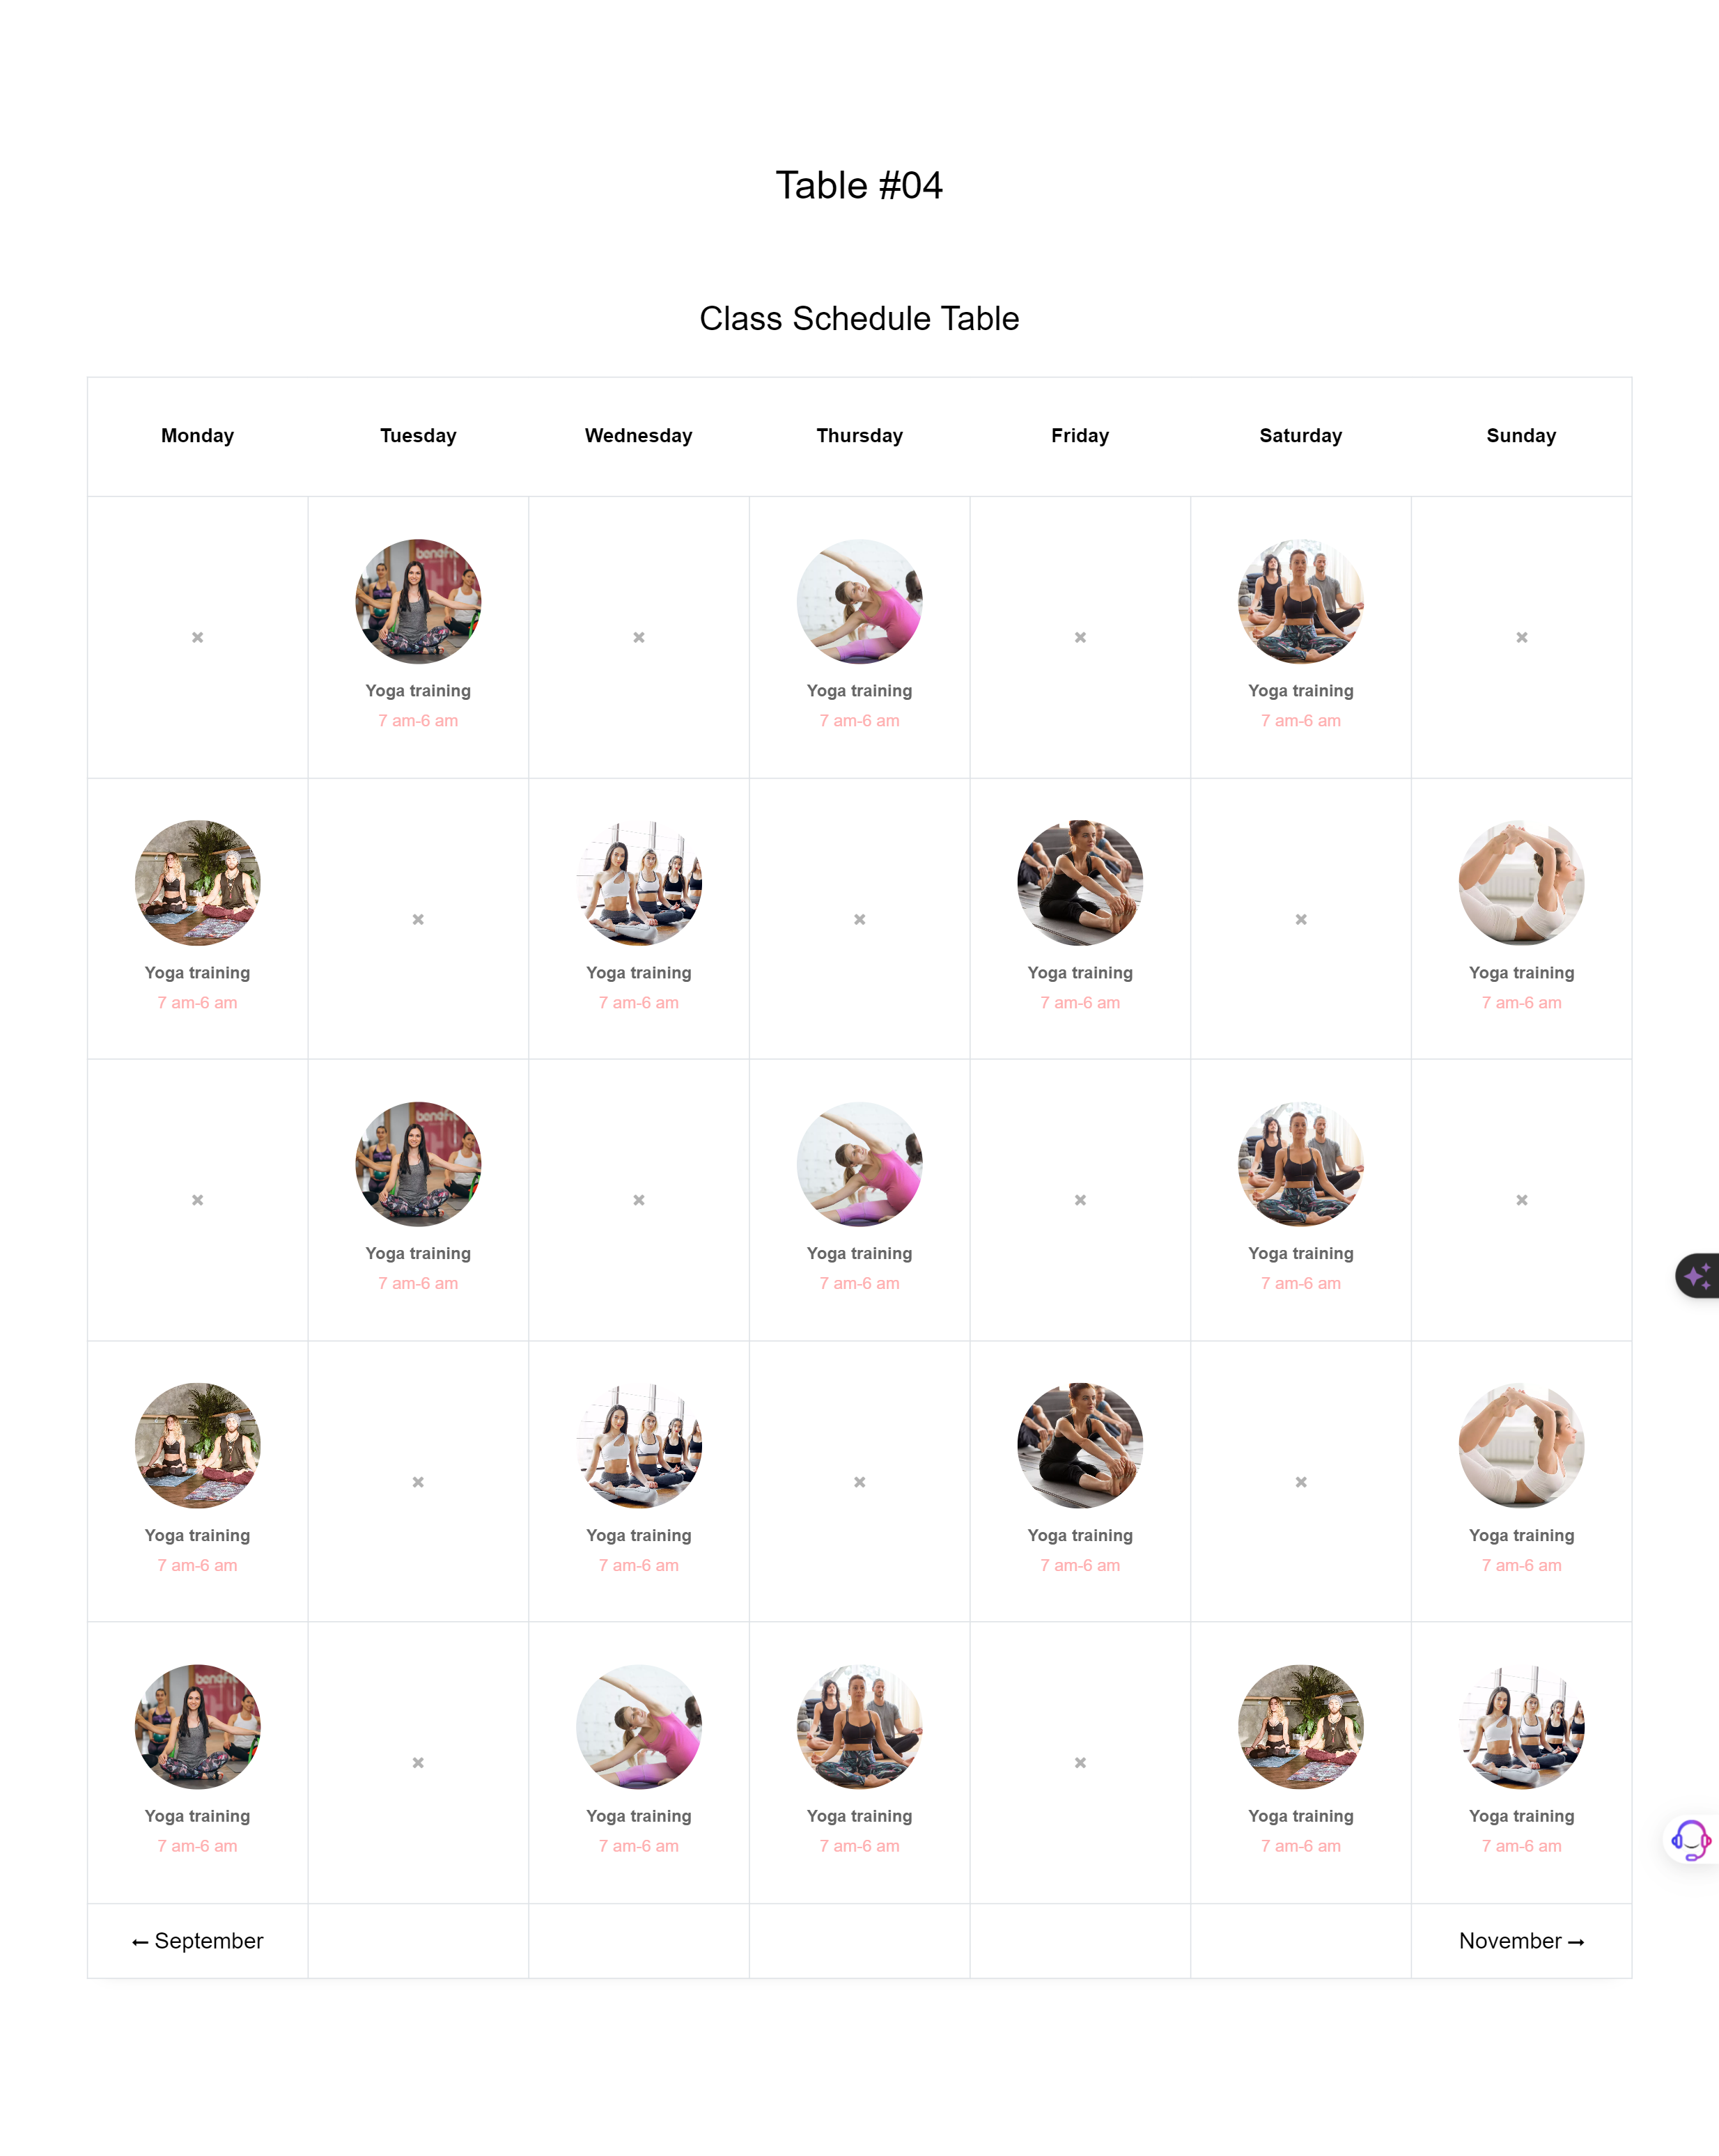 Table #04
Class Schedule Table
Monday Tuesday Wednesday Thursday Friday Saturday Sunday
Yoga training Yoga training Yoga training
7 am-6 am 7 am-6 am 7 am-6 am
Yoga training Yoga training Yoga training Yoga training
7 am-6 am 7 am-6 am 7 am-6 am 7 am-6 am
Yoga training Yoga training Yoga training
7 am-6 am 7 am-6 am 7 am-6 am
Yoga training Yoga training Yoga training Yoga training
7 am-6 am 7 am-6 am 7 am-6 am 7 am-6 am
Yoga training Yoga training Yoga training Yoga training Yoga training
7 am-6 am 7 am-6 am 7 am-6 am 7 am-6 am 7 am-6 am
← September November →